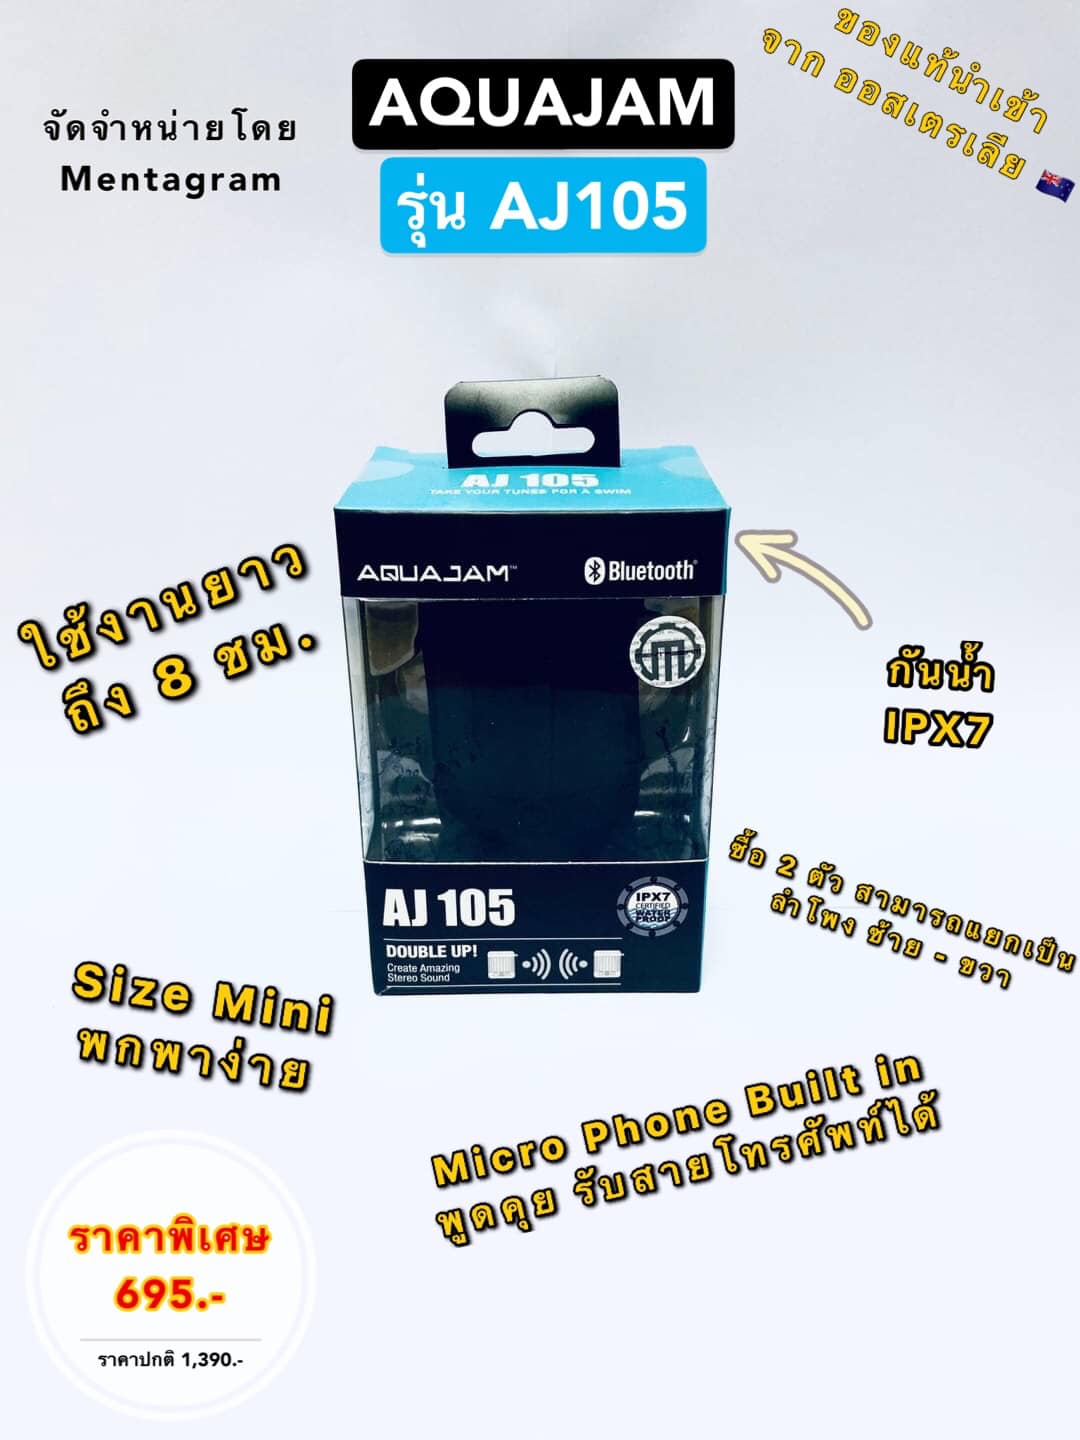 AQUAJAM
รุ่น AJ105
จัดจำหน่ายโดย
Mentagram
ของแท้นำเข้า
จาก ออสเตรเลีย
AJ 105
TAKE YOUR TUNES FOR A SWIM
AQUAJAM™
Bluetooth®
ใช้งานยาว
ถึง 8 ชม.
กันน้ำ
IPX7
AJ 105
IPX7
CERTIFIED
WATER
PROOF
DOUBLE UP!
Create Amazing
Stereo Sound
ซื้อ 2 ตัว สามารถแยกเป็น
ลำโพง ซ้าย - ขวา
Size Mini
พกพาง่าย
Micro Phone Built in
พูดคุย รับสายโทรศัพท์ได้
ราคาพิเศษ
695.-
ราคาปกติ 1,390.-